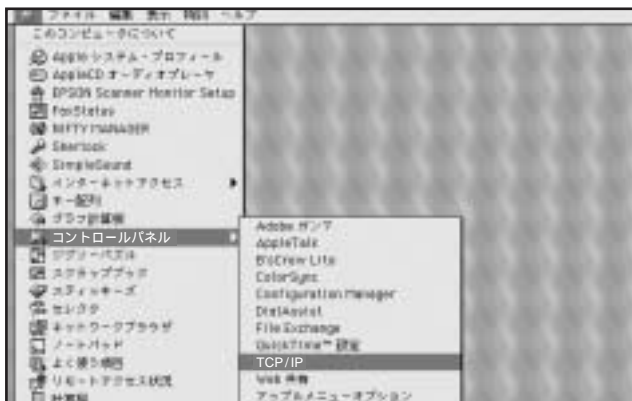 ファイル 編集 表示 特別 ヘルプ
このコンピュータについて
Apple システム・プロフィール
AppleCD オーディオプレーヤ
EPSON Scanner Monitor Setup
FaxStatus
NIFTY MANAGER
Sherlock
SimpleSound
インターネットアクセス
キー配列
グラフ計算機
コントロールパネル
ジグソーパズル
スクラップブック
スティッキーズ
セレクタ
ネットワークブラウザ
ノートパッド
よく使う項目
リモートアクセス状況
計算機
Adobe ガンマ
AppleTalk
B'sCrew Lite
ColorSync
Configuration Manager
DialAssist
File Exchange
QuickTime™ 設定
TCP/IP
Web 共有
アップルメニューオプション